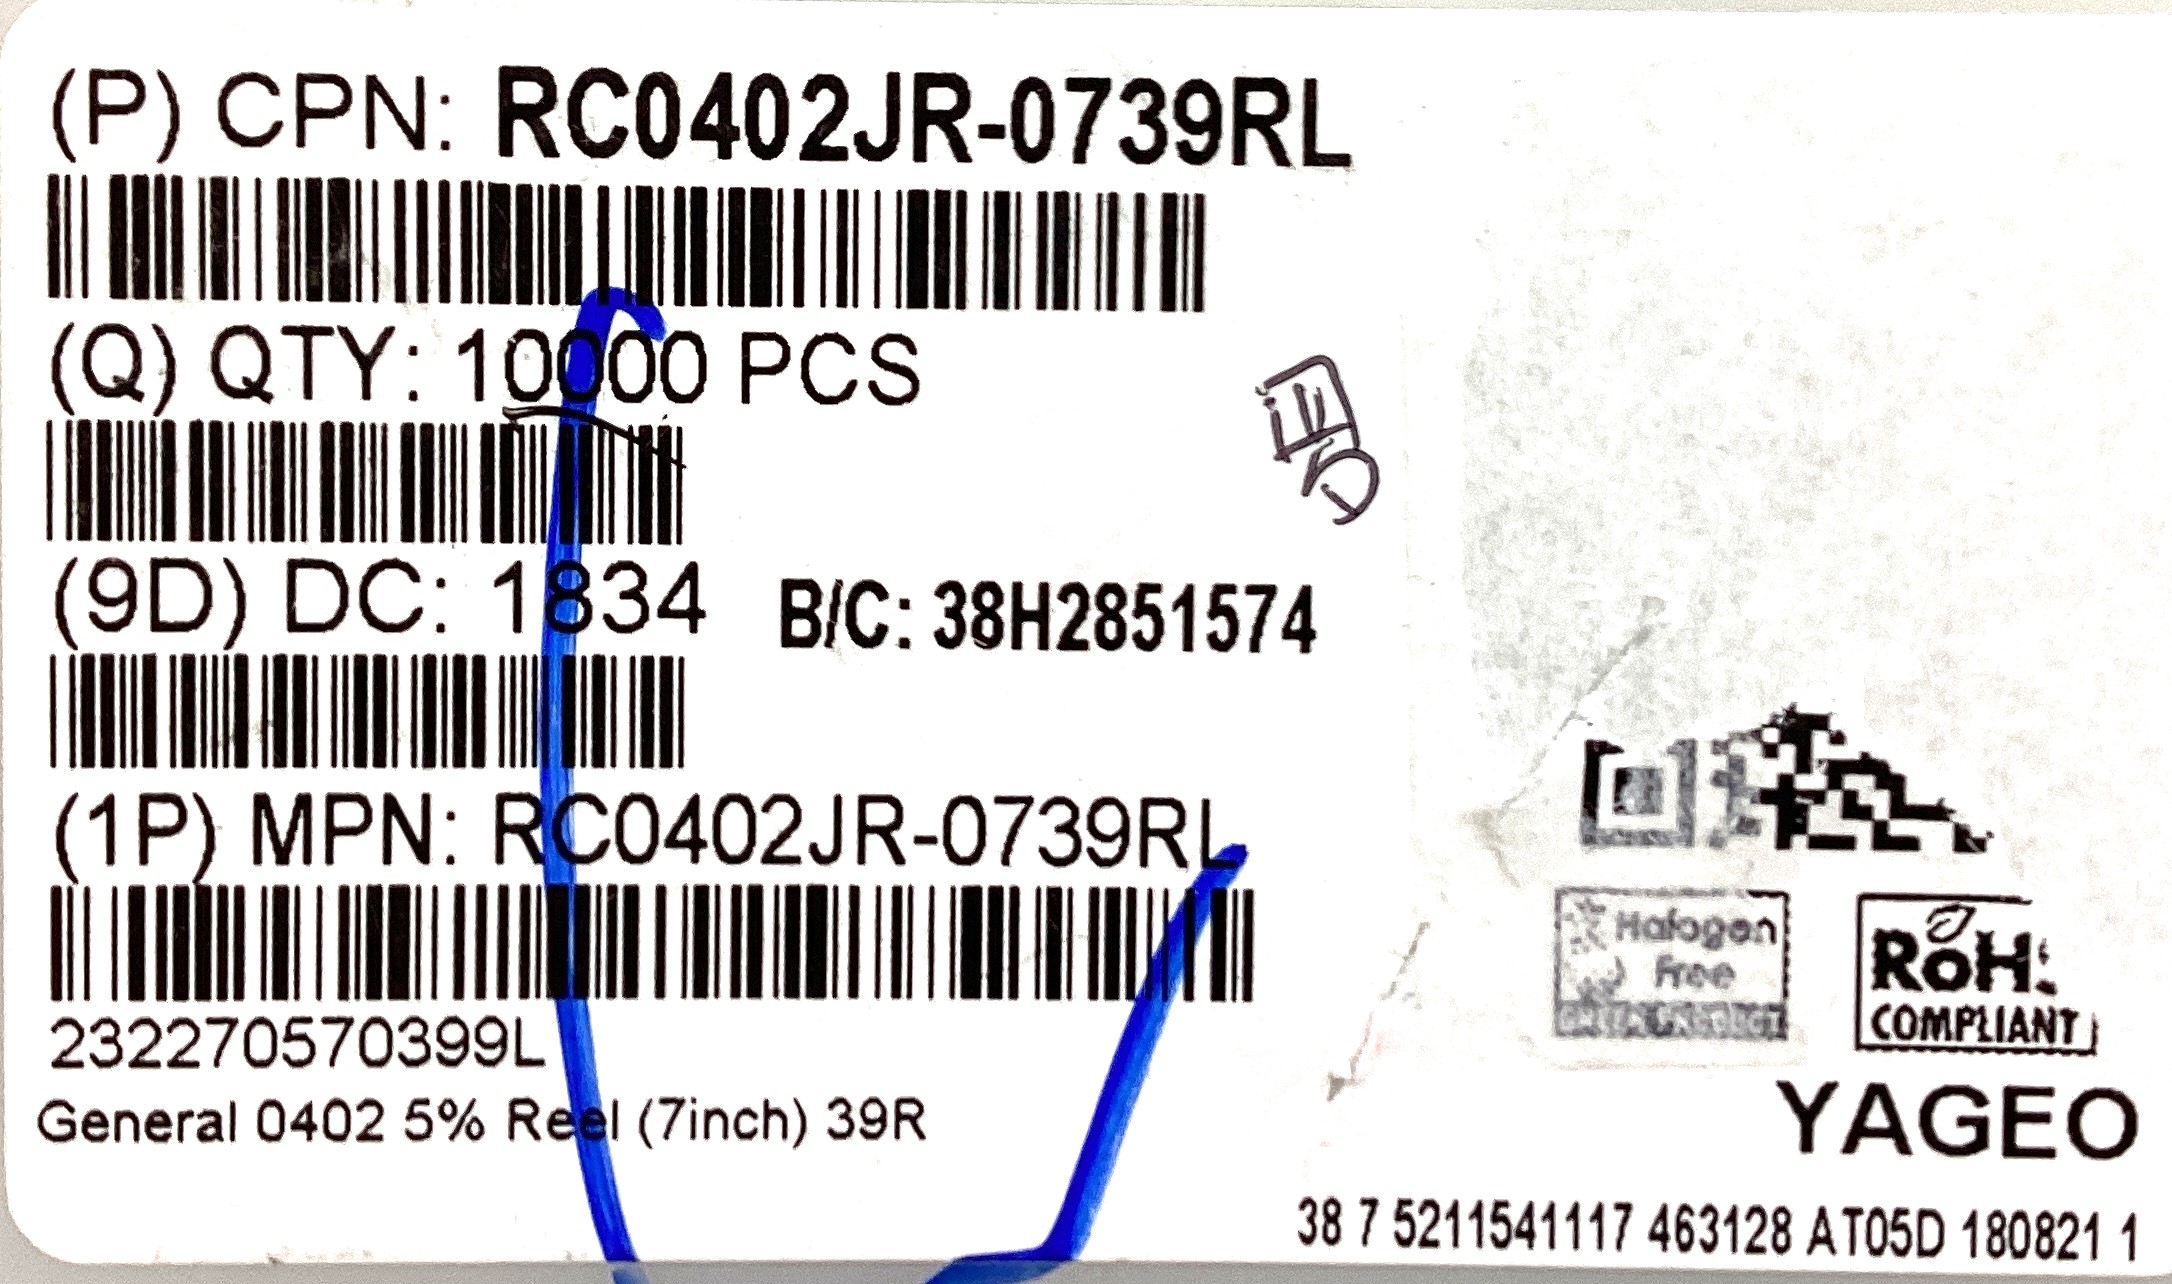 (P) CPN: RC0402JR-0739RL
(Q) QTY: 10000 PCS
(9D) DC: 1834
B/C: 38H2851574
(1P) MPN: RC0402JR-0739RL
232270570399L
General 0402 5% Reel (7inch) 39R
Halogen
Free
RoH
COMPLIANT
YAGEO
38 7 5211541117 463128 AT05D 180821 1